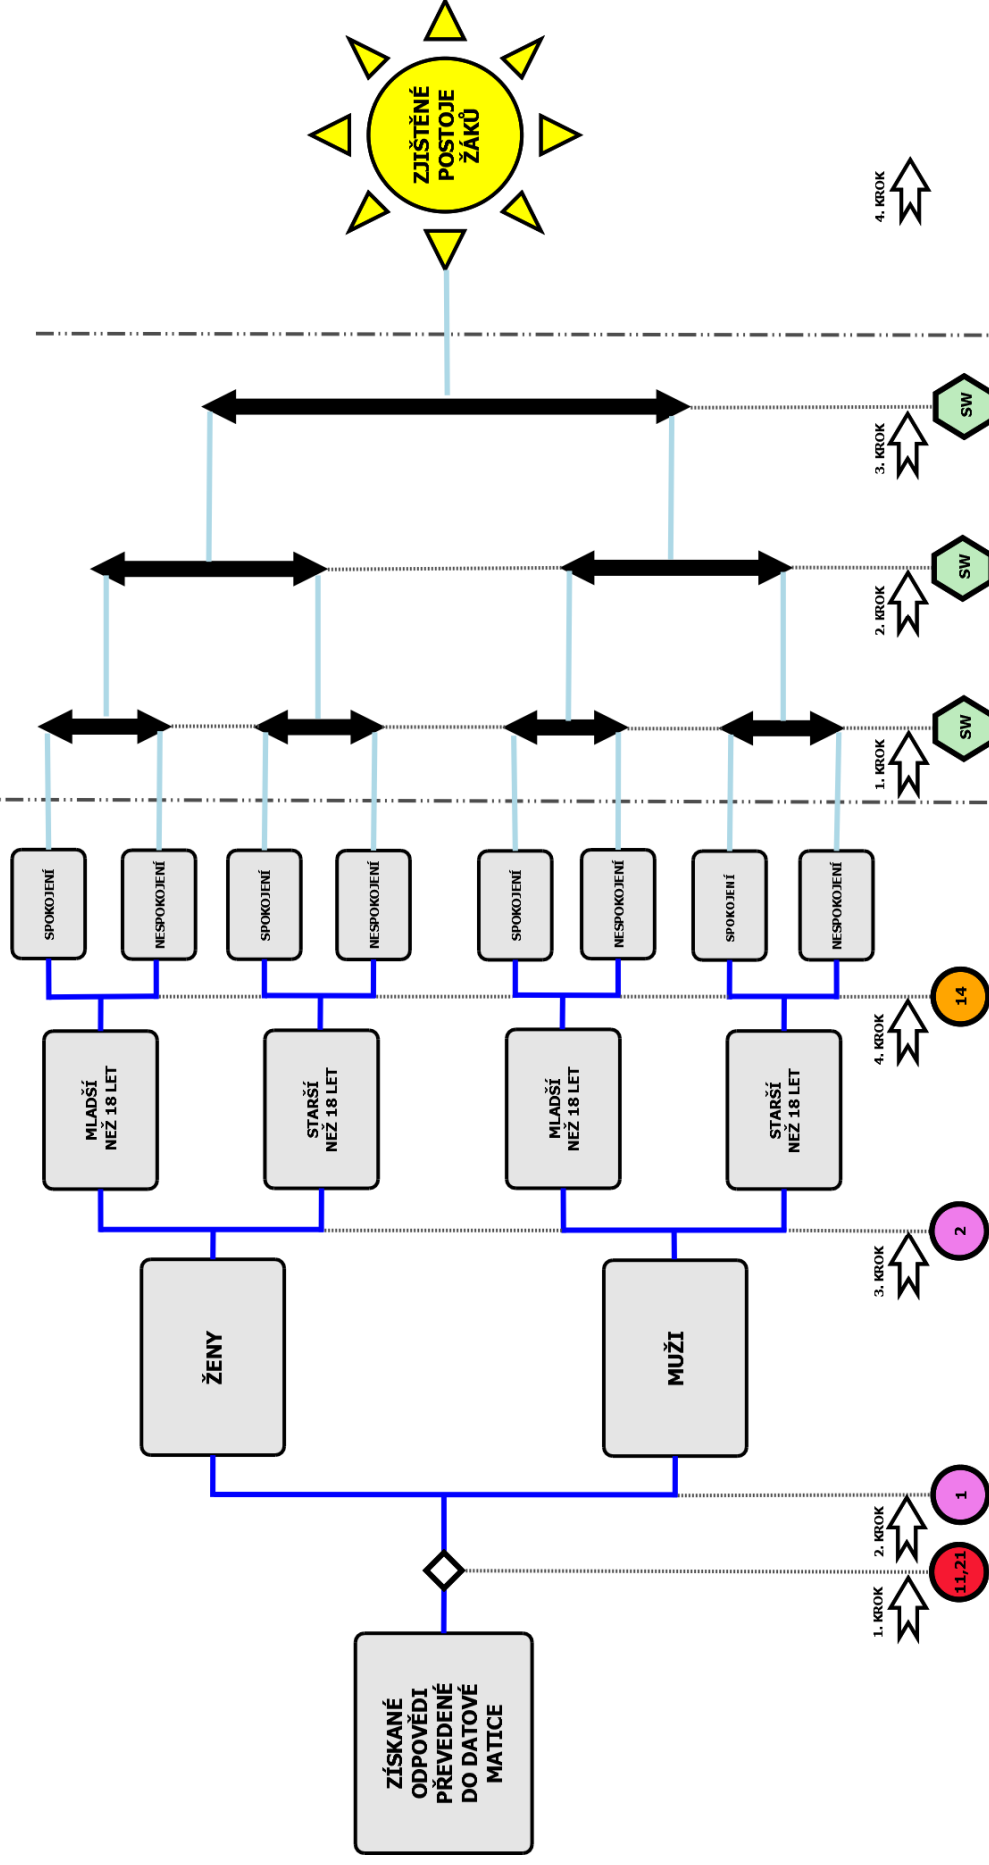 ZÍSKANÉ
ODPOVĚDI
PŘEVEDENÉ
DO DATOVÉ
MATICE
1. KROK
11,21
2. KROK
1
ŽENY
MUŽI
3. KROK
2
MLADŠÍ
NEŽ 18 LET
STARŠÍ
NEŽ 18 LET
MLADŠÍ
NEŽ 18 LET
STARŠÍ
NEŽ 18 LET
4. KROK
14
SPOKOJENÍ
NESPOKOJENÍ
SPOKOJENÍ
NESPOKOJENÍ
SPOKOJENÍ
NESPOKOJENÍ
SPOKOJENÍ
NESPOKOJENÍ
1. KROK
SW
2. KROK
SW
3. KROK
SW
4. KROK
ZJIŠTĚNÉ
POSTOJE
ŽÁKŮ